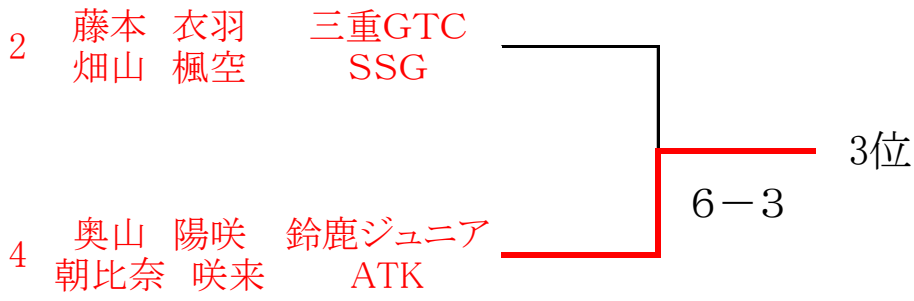 2 藤本 衣羽 三重GTC
畑山 楓空 SSG
3位
6-3
4 奥山 陽咲 鈴鹿ジュニア
朝比奈 咲来 ATK